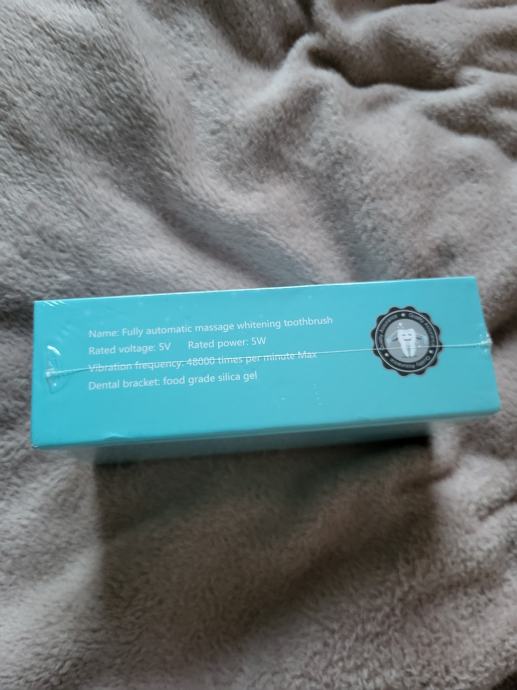 Name: Fully automatic massage whitening toothbrush
Rated voltage: 5V Rated power: 5W
Vibration frequency: 48000 times per minute Max
Dental bracket: food grade silica gel